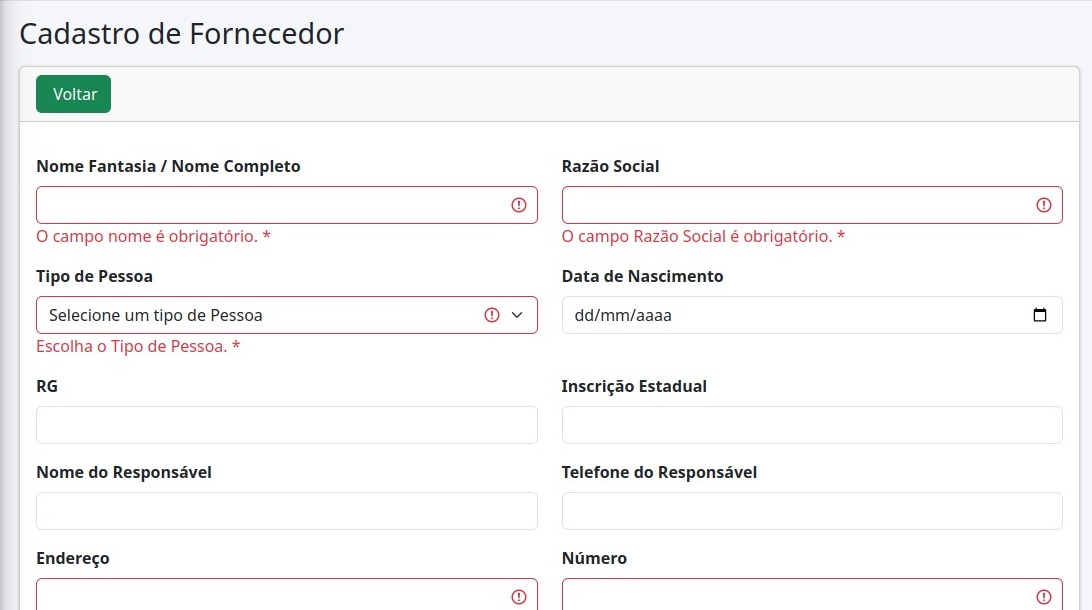 Cadastro de Fornecedor
Voltar
Nome Fantasia / Nome Completo
Razão Social
O campo nome é obrigatório. *
O campo Razão Social é obrigatório. *
Tipo de Pessoa
Data de Nascimento
Selecione um tipo de Pessoa
dd/mm/aaaa
Escolha o Tipo de Pessoa. *
RG
Inscrição Estadual
Nome do Responsável
Telefone do Responsável
Endereço
Número